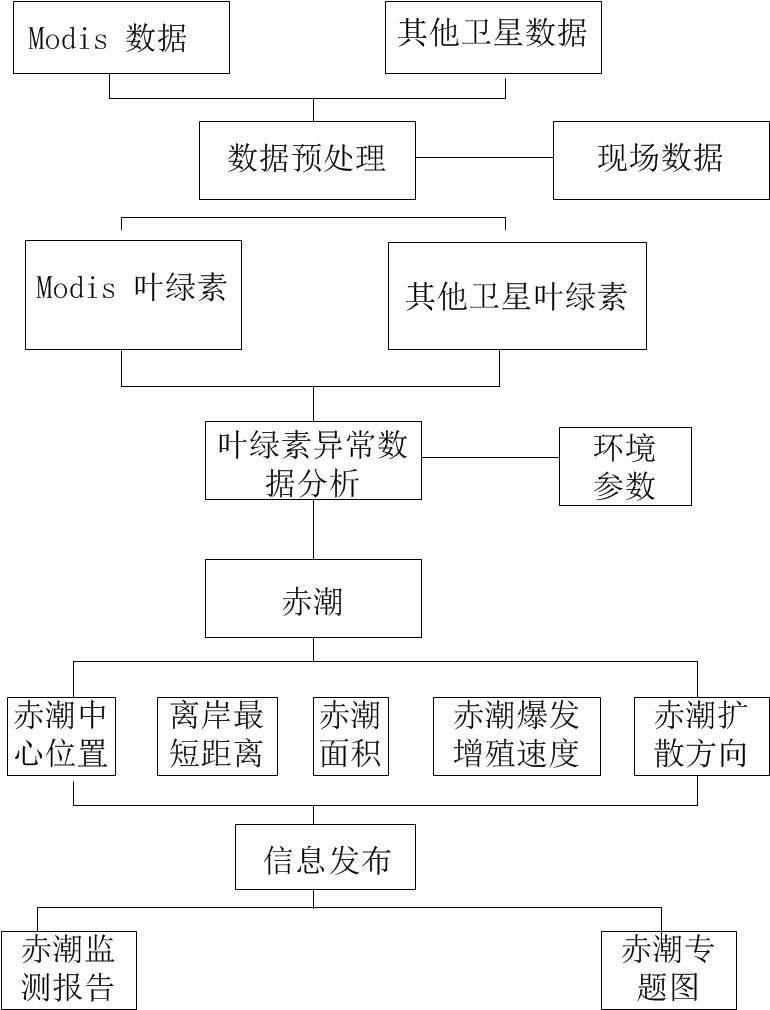 Modis 数据
其他卫星数据
数据预处理
现场数据
Modis 叶绿素
其他卫星叶绿素
叶绿素异常数
据分析
环境
参数
赤潮
赤潮中
心位置
离岸最
短距离
赤潮
面积
赤潮爆发
增殖速度
赤潮扩
散方向
信息发布
赤潮监
测报告
赤潮专
题图